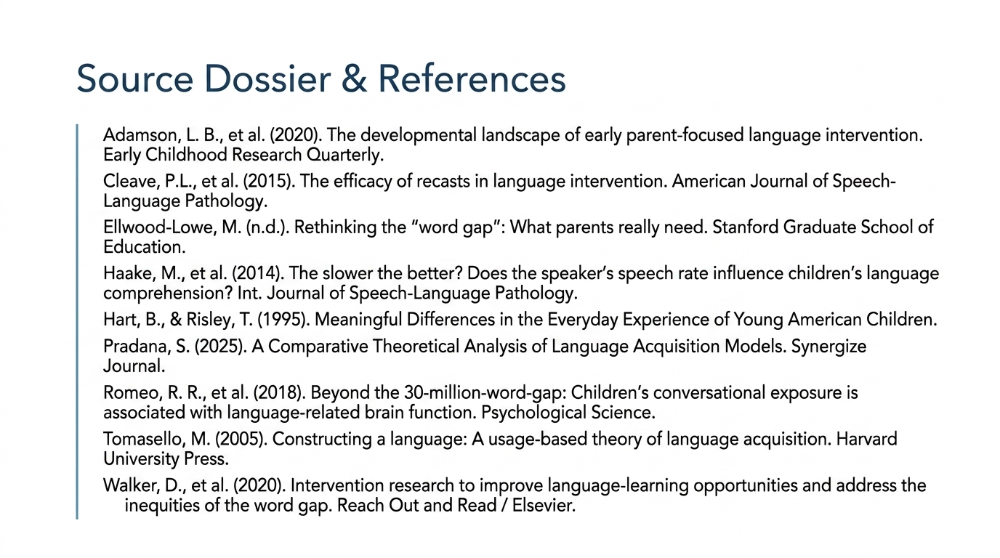 Source Dossier & References
Adamson, L. B., et al. (2020). The developmental landscape of early parent-focused language intervention.
Early Childhood Research Quarterly.
Cleave, P.L., et al. (2015). The efficacy of recasts in language intervention. American Journal of Speech-
Language Pathology.
Ellwood-Lowe, M. (n.d.). Rethinking the “word gap”: What parents really need. Stanford Graduate School of
Education.
Haake, M., et al. (2014). The slower the better? Does the speaker’s speech rate influence children’s language
comprehension? Int. Journal of Speech-Language Pathology.
Hart, B., & Risley, T. (1995). Meaningful Differences in the Everyday Experience of Young American Children.
Pradana, S. (2025). A Comparative Theoretical Analysis of Language Acquisition Models. Synergize
Journal.
Romeo, R. R., et al. (2018). Beyond the 30-million-word-gap: Children’s conversational exposure is
associated with language-related brain function. Psychological Science.
Tomasello, M. (2005). Constructing a language: A usage-based theory of language acquisition. Harvard
University Press.
Walker, D., et al. (2020). Intervention research to improve language-learning opportunities and address the
inequities of the word gap. Reach Out and Read / Elsevier.